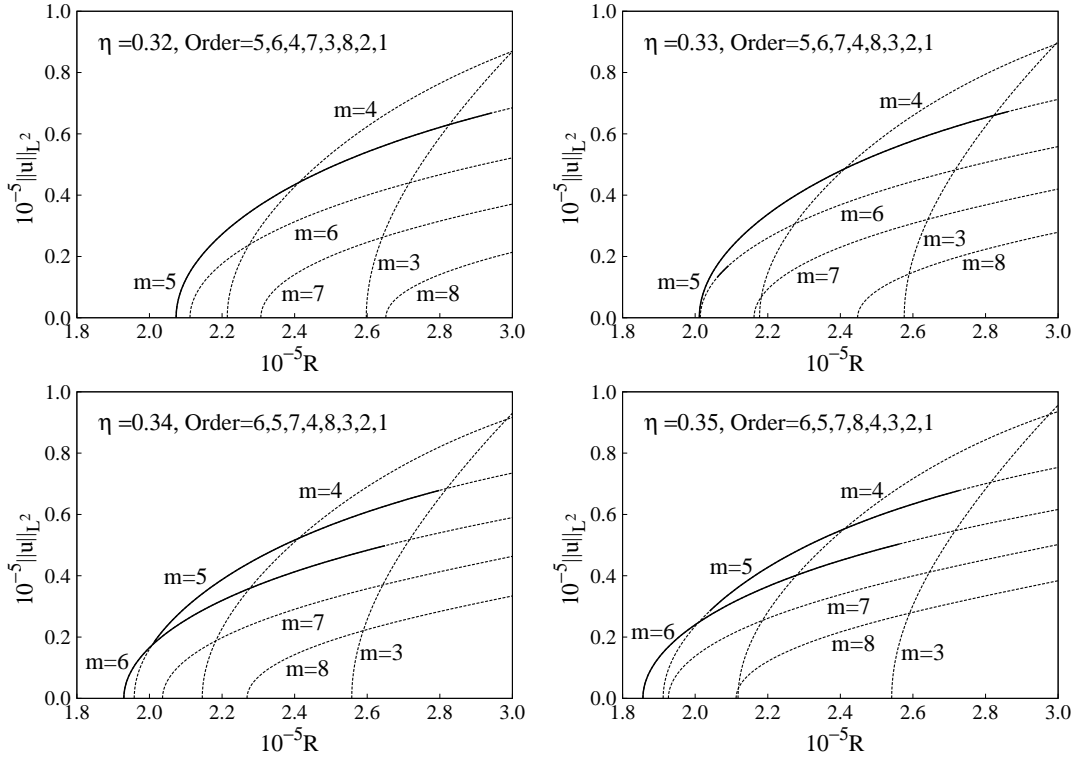 η =0.32, Order=5,6,4,7,3,8,2,1
1.0
0.8
0.6
0.4
0.2
0.0
10⁻⁵||u||_L²
m=4
m=6
m=5
m=7
m=3
m=8
1.8 2.0 2.2 2.4 2.6 2.8 3.0
10⁻⁵R
η =0.33, Order=5,6,7,4,8,3,2,1
1.0
0.8
0.6
0.4
0.2
0.0
10⁻⁵||u||_L²
m=4
m=6
m=3
m=5
m=7
m=8
1.8 2.0 2.2 2.4 2.6 2.8 3.0
10⁻⁵R
η =0.34, Order=6,5,7,4,8,3,2,1
1.0
0.8
0.6
0.4
0.2
0.0
10⁻⁵||u||_L²
m=4
m=5
m=7
m=6
m=8
m=3
1.8 2.0 2.2 2.4 2.6 2.8 3.0
10⁻⁵R
η =0.35, Order=6,5,7,8,4,3,2,1
1.0
0.8
0.6
0.4
0.2
0.0
10⁻⁵||u||_L²
m=4
m=5
m=7
m=6
m=8
m=3
1.8 2.0 2.2 2.4 2.6 2.8 3.0
10⁻⁵R